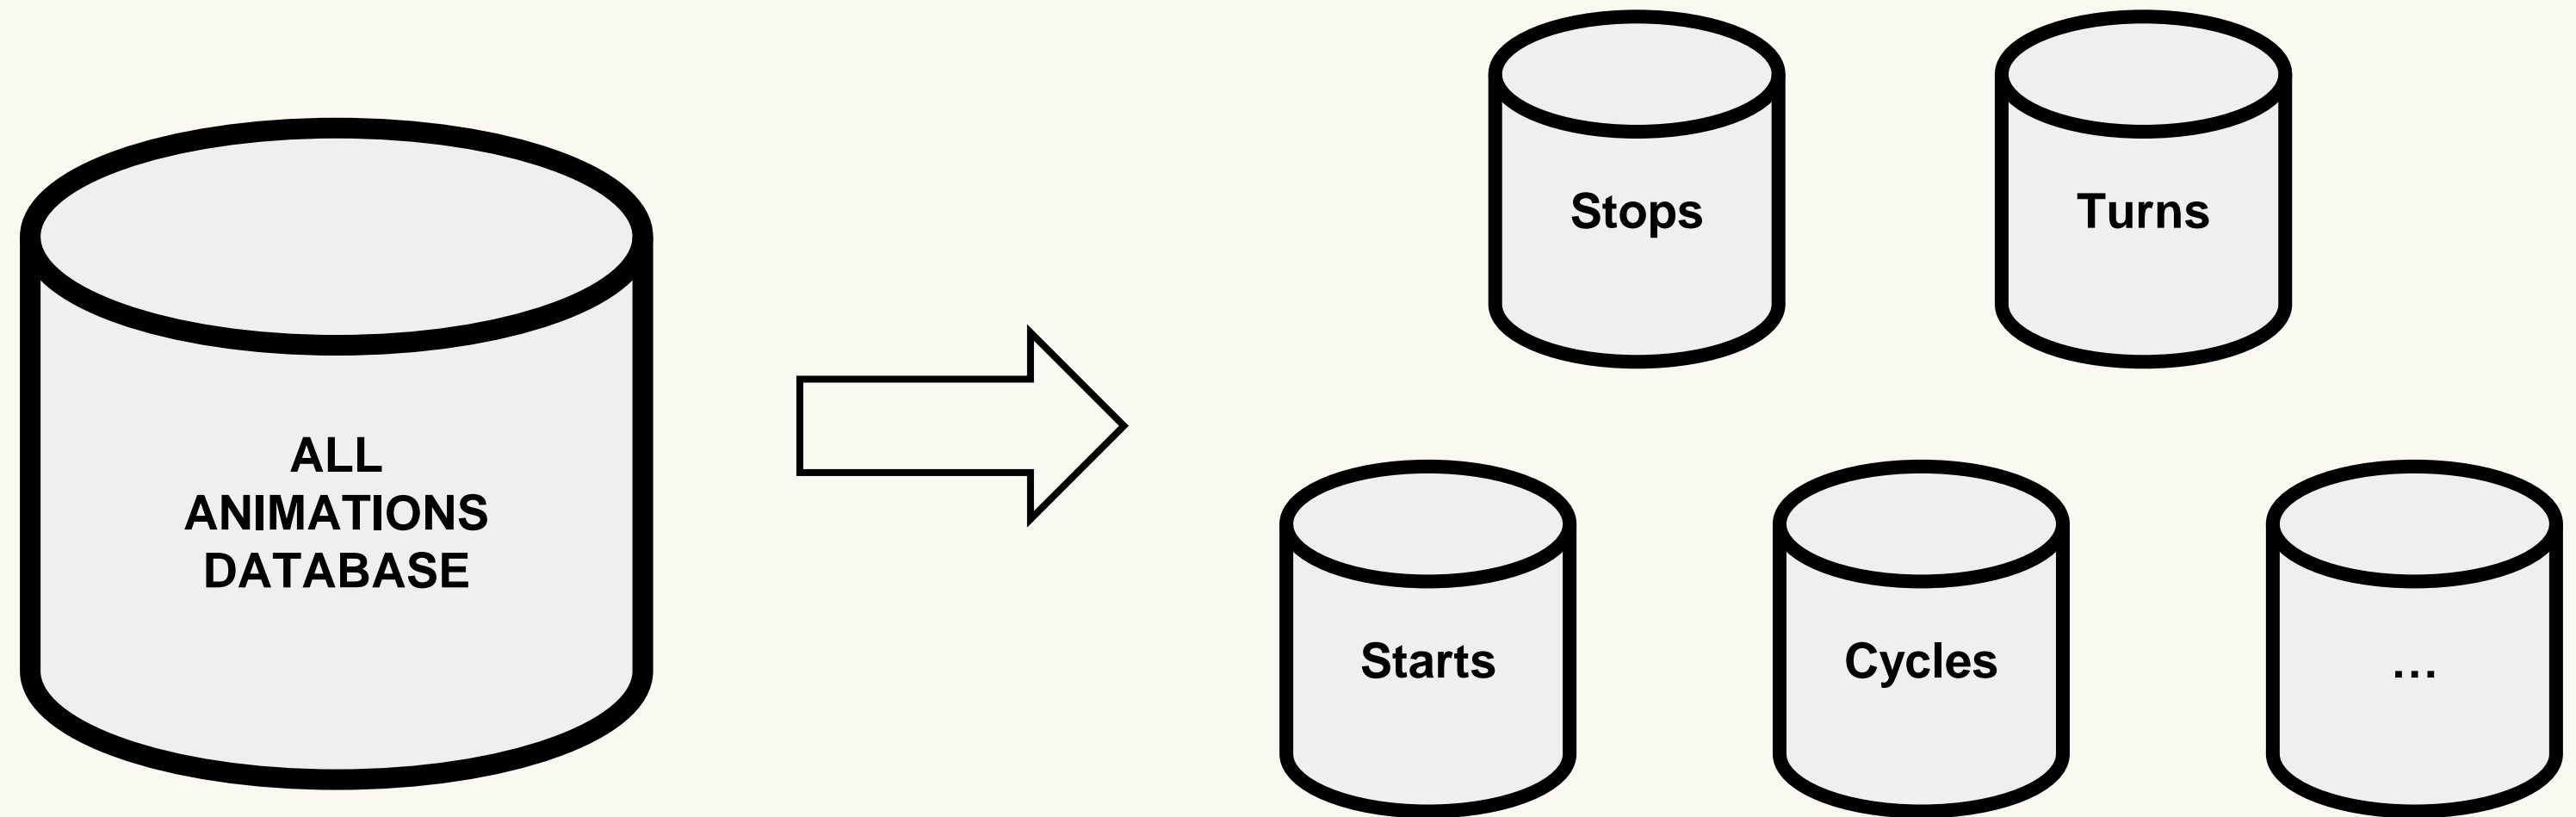 ALL
ANIMATIONS
DATABASE
Stops
Turns
Starts
Cycles
...